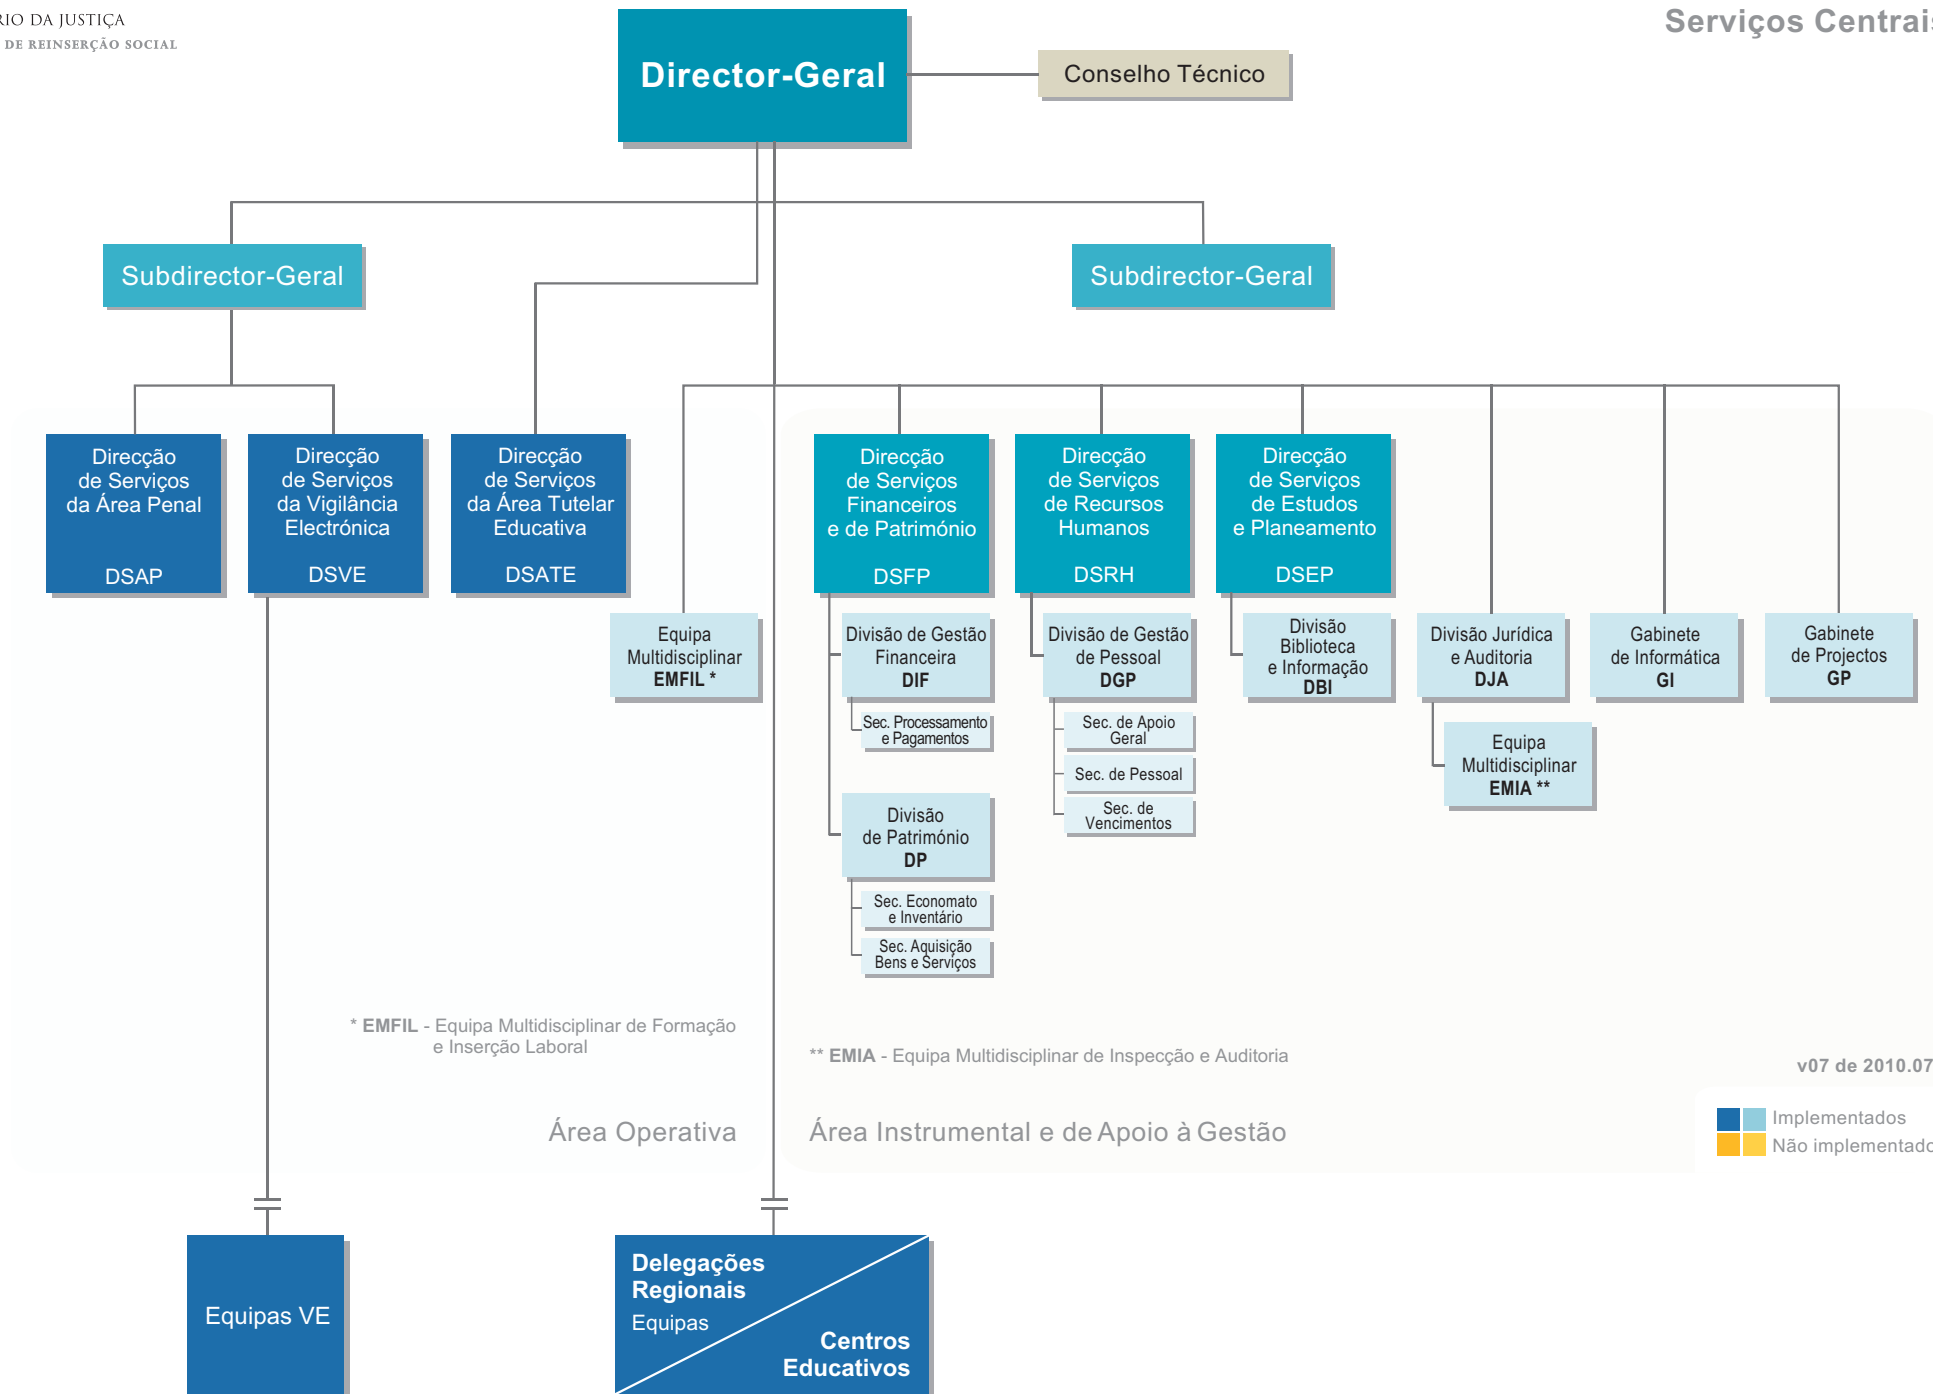 DA JUSTIÇA
DE REINSERÇÃO SOCIAL
Serviços Centrais
Director-Geral
Conselho Técnico
Subdirector-Geral
Subdirector-Geral
Direcção
de Serviços
da Área Penal
DSAP
Direcção
de Serviços
da Vigilância
Electrónica
DSVE
Direcção
de Serviços
da Área Tutelar
Educativa
DSATE
Direcção
de Serviços
Financeiros
e de Património
DSFP
Direcção
de Serviços
de Recursos
Humanos
DSRH
Direcção
de Serviços
de Estudos
e Planeamento
DSEP
Equipa
Multidisciplinar
EMFIL *
Divisão de Gestão
Financeira
DIF
Sec. Processamento
e Pagamentos
Divisão
de Património
DP
Sec. Economato
e Inventário
Sec. Aquisição
Bens e Serviços
Divisão de Gestão
de Pessoal
DGP
Sec. de Apoio
Geral
Sec. de Pessoal
Sec. de
Vencimentos
Divisão
Biblioteca
e Informação
DBI
Divisão Jurídica
e Auditoria
DJA
Equipa
Multidisciplinar
EMIA **
Gabinete
de Informática
GI
Gabinete
de Projectos
GP
* EMFIL - Equipa Multidisciplinar de Formação
e Inserção Laboral
** EMIA - Equipa Multidisciplinar de Inspecção e Auditoria
v07 de 2010.07
Área Operativa
Área Instrumental e de Apoio à Gestão
Implementados
Não implementado
Equipas VE
Delegações
Regionais
Equipas
Centros
Educativos